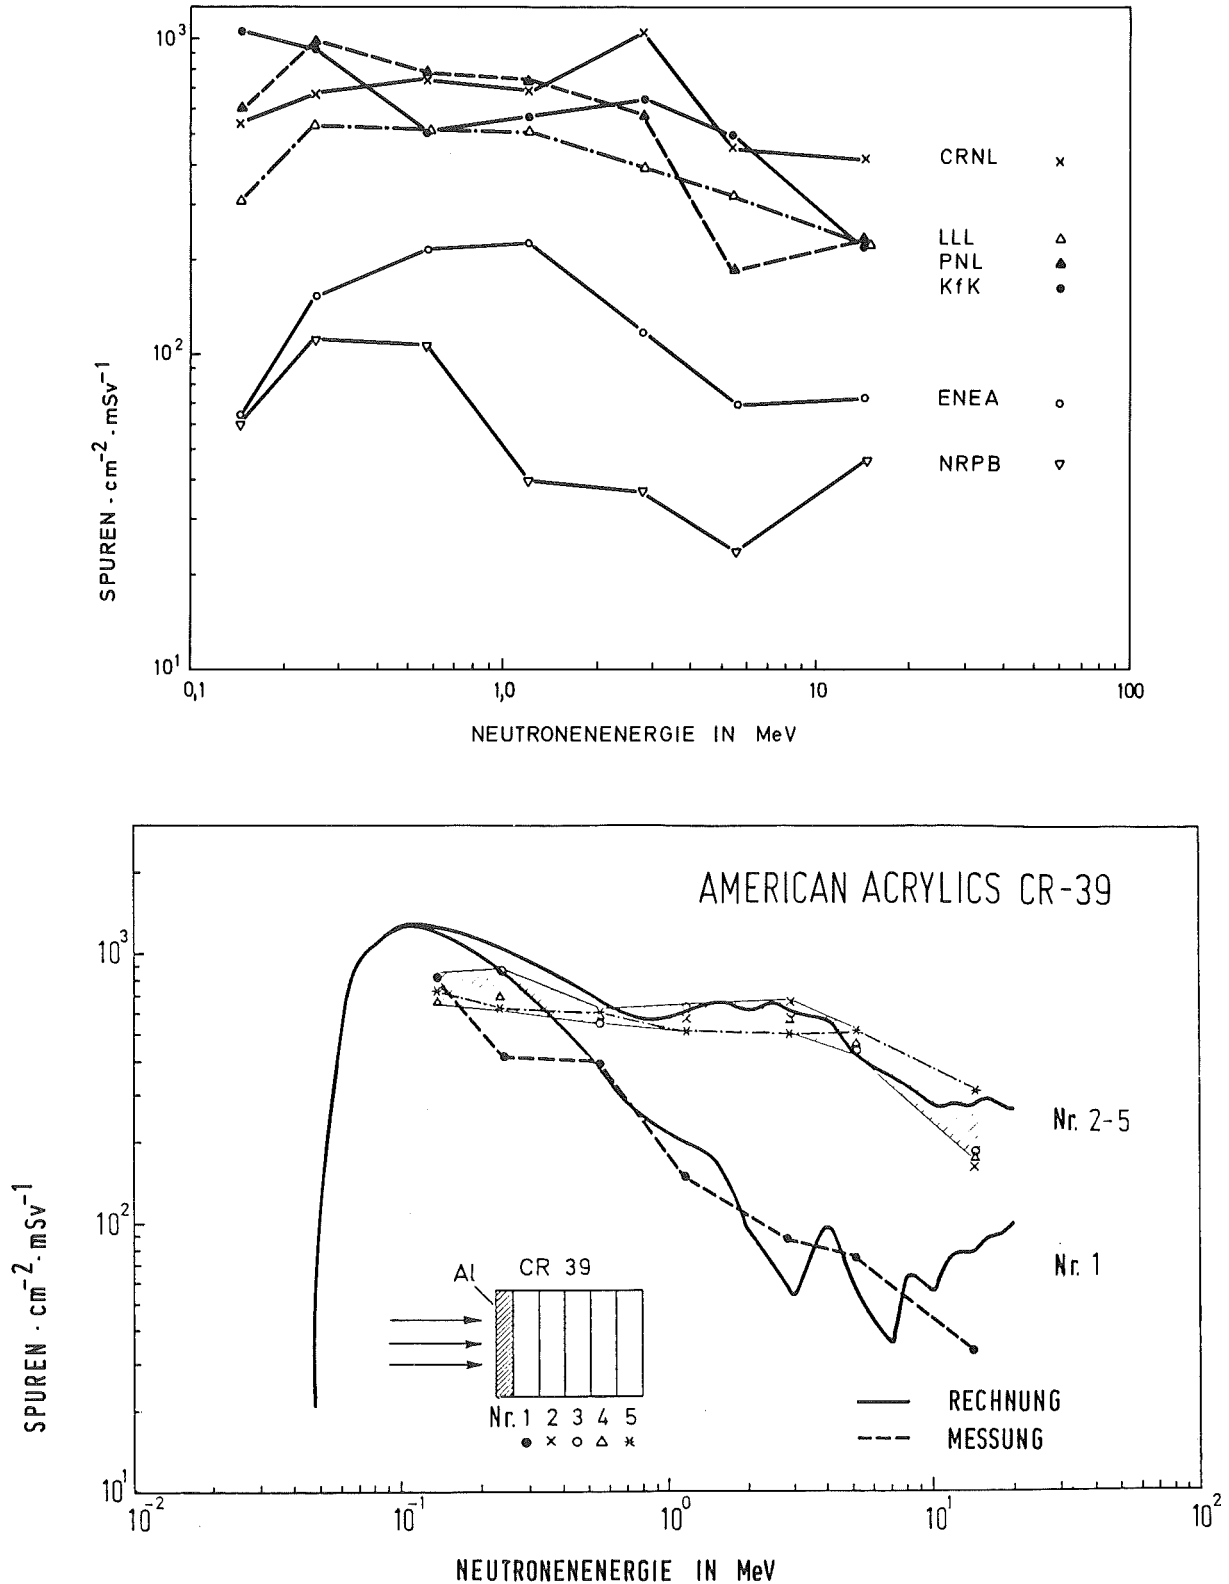 10³
10²
10¹
SPUREN · cm⁻² · mSv⁻¹
CRNL
LLL
PNL
KfK
ENEA
NRPB
0,1 1,0 10 100
NEUTRONENENERGIE IN MeV
AMERICAN ACRYLICS CR-39
10³
10²
10¹
SPUREN · cm⁻² · mSv⁻¹
Nr. 2-5
Nr. 1
Al CR 39
Nr. 1 2 3 4 5
RECHNUNG
MESSUNG
10⁻² 10⁻¹ 10⁰ 10¹ 10²
NEUTRONENENERGIE IN MeV